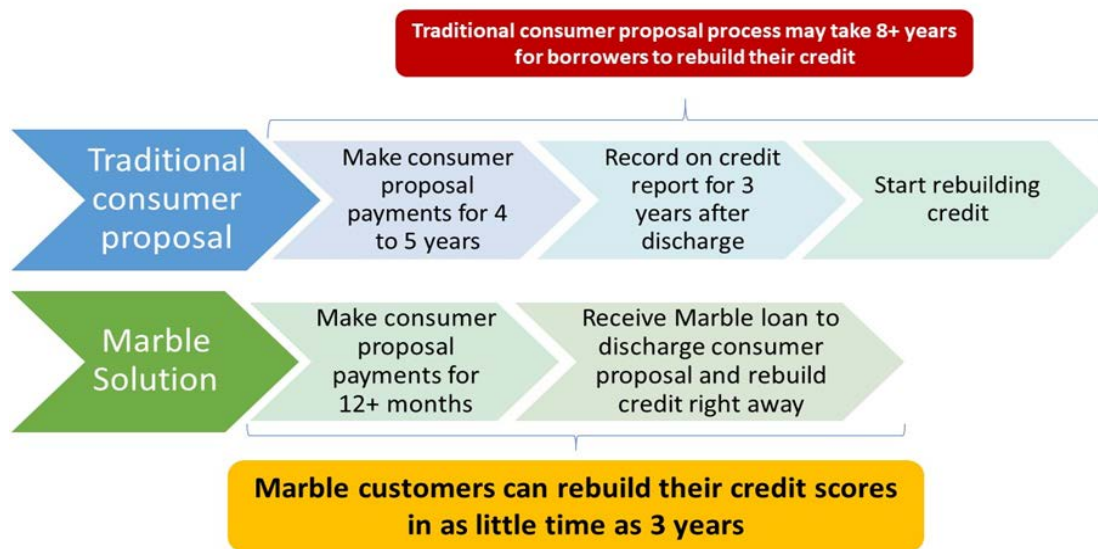 Traditional consumer proposal process may take 8+ years
for borrowers to rebuild their credit
Traditional
consumer
proposal
Make consumer
proposal
payments for 4
to 5 years
Record on credit
report for 3
years after
discharge
Start rebuilding
credit
Marble
Solution
Make consumer
proposal
payments for
12+ months
Receive Marble loan to
discharge consumer
proposal and rebuild
credit right away
Marble customers can rebuild their credit scores
in as little time as 3 years